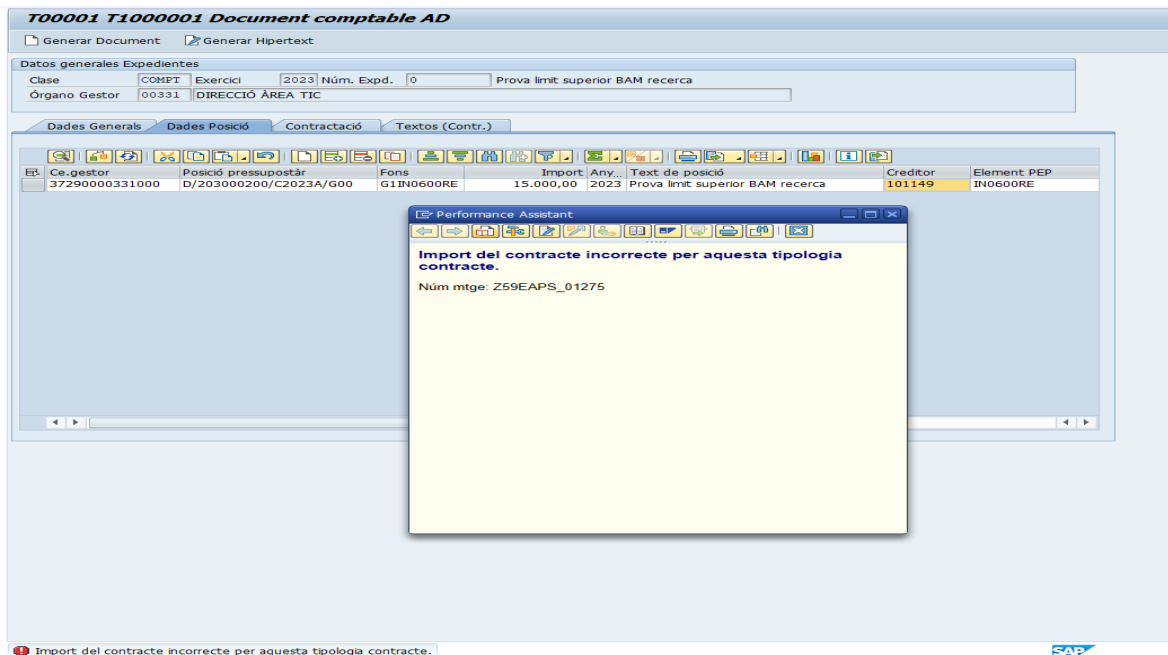 T00001 T1000001 Document comptable AD
Generar Document Generar Hipertext
Datos generales Expedientes
Clase COMPT Exercici 2023 Núm. Expd. 0 Prova limit superior BAM recerca
Órgano Gestor 00331 DIRECCIÓ ÀREA TIC
Dades Generals Dades Posició Contractació Textos (Contr.)
Ce.gestor Posició pressupostàr Fons Import Any... Text de posició Creditor Element PEP
37290000331000 D/203000200/C2023A/G00 G1IN0600RE 15.000,00 2023 Prova limit superior BAM recerca 101149 IN0600RE
Performance Assistant
Import del contracte incorrecte per aquesta tipologia
contracte.
Núm mtge: Z59EAPS_01275
Import del contracte incorrecte per aquesta tipologia contracte.
SAP